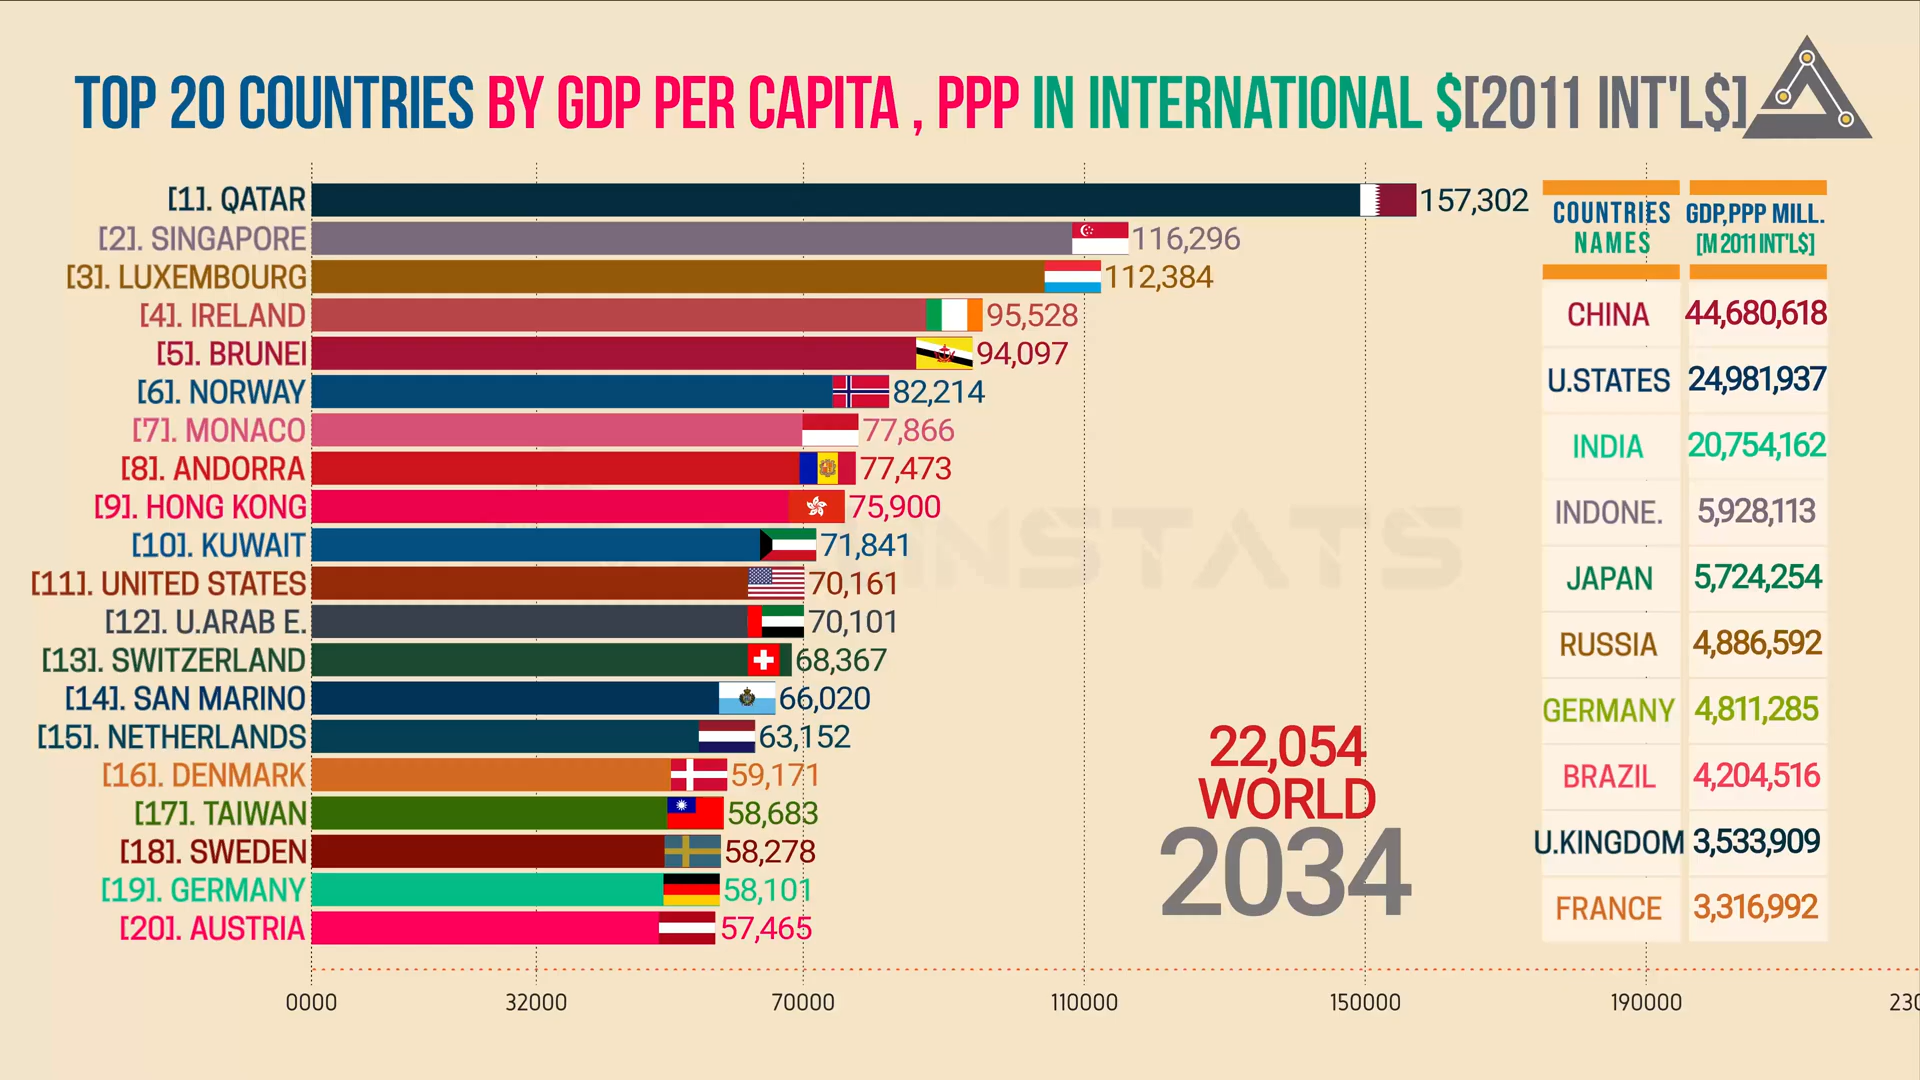 TOP 20 COUNTRIES BY GDP PER CAPITA , PPP IN INTERNATIONAL $[2011 INT'L$]
[1]. QATAR 157,302
[2]. SINGAPORE 116,296
[3]. LUXEMBOURG 112,384
[4]. IRELAND 95,528
[5]. BRUNEI 94,097
[6]. NORWAY 82,214
[7]. MONACO 77,866
[8]. ANDORRA 77,473
[9]. HONG KONG 75,900
[10]. KUWAIT 71,841
[11]. UNITED STATES 70,161
[12]. U.ARAB E. 70,101
[13]. SWITZERLAND 68,367
[14]. SAN MARINO 66,020
[15]. NETHERLANDS 63,152
[16]. DENMARK 59,171
[17]. TAIWAN 58,683
[18]. SWEDEN 58,278
[19]. GERMANY 58,101
[20]. AUSTRIA 57,465
0000 32000 70000 110000 150000 190000
22,054
WORLD
2034
COUNTRIES GDP,PPP MILL.
NAMES [M 2011 INT'L$]
CHINA 44,680,618
U.STATES 24,981,937
INDIA 20,754,162
INDONE. 5,928,113
JAPAN 5,724,254
RUSSIA 4,886,592
GERMANY 4,811,285
BRAZIL 4,204,516
U.KINGDOM 3,533,909
FRANCE 3,316,992